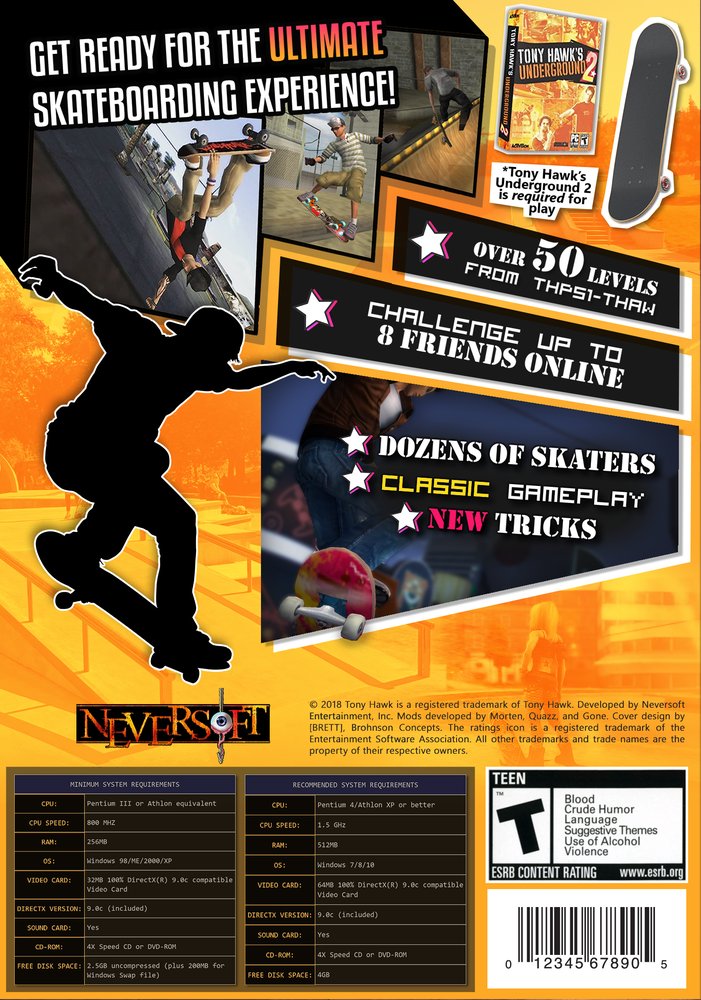 GET READY FOR THE ULTIMATE
SKATEBOARDING EXPERIENCE!
TONY HAWK'S UNDERGROUND 2
TONY HAWK'S
UNDERGROUND 2
ACTIVISION
*Tony Hawk's
Underground 2
is required for
play
OVER 50 LEVELS
FROM THPS1-THAW
CHALLENGE UP TO
8 FRIENDS ONLINE
DOZENS OF SKATERS
CLASSIC GAMEPLAY
NEW TRICKS
NEVERSOFT
© 2018 Tony Hawk is a registered trademark of Tony Hawk. Developed by Neversoft
Entertainment, Inc. Mods developed by Morten, Quazz, and Gone. Cover design by
[BRETT], Brohnson Concepts. The ratings icon is a registered trademark of the
Entertainment Software Association. All other trademarks and trade names are the
property of their respective owners.
MINIMUM SYSTEM REQUIREMENTS
CPU: Pentium III or Athlon equivalent
CPU SPEED: 800 MHZ
RAM: 256MB
OS: Windows 98/ME/2000/XP
VIDEO CARD: 32MB 100% DirectX(R) 9.0c compatible
Video Card
DIRECTX VERSION: 9.0c (included)
SOUND CARD: Yes
CD-ROM: 4X Speed CD or DVD-ROM
FREE DISK SPACE: 2.5GB uncompressed (plus 200MB for
Windows Swap file)
RECOMMENDED SYSTEM REQUIREMENTS
CPU: Pentium 4/Athlon XP or better
CPU SPEED: 1.5 GHz
RAM: 512MB
OS: Windows 7/8/10
VIDEO CARD: 64MB 100% DirectX(R) 9.0c compatible
Video Card
DIRECTX VERSION: 9.0c (included)
SOUND CARD: Yes
CD-ROM: 4X Speed CD or DVD-ROM
FREE DISK SPACE: 4GB
TEEN
T
™
Blood
Crude Humor
Language
Suggestive Themes
Use of Alcohol
Violence
ESRB CONTENT RATING www.esrb.org
0 12345 67890 5